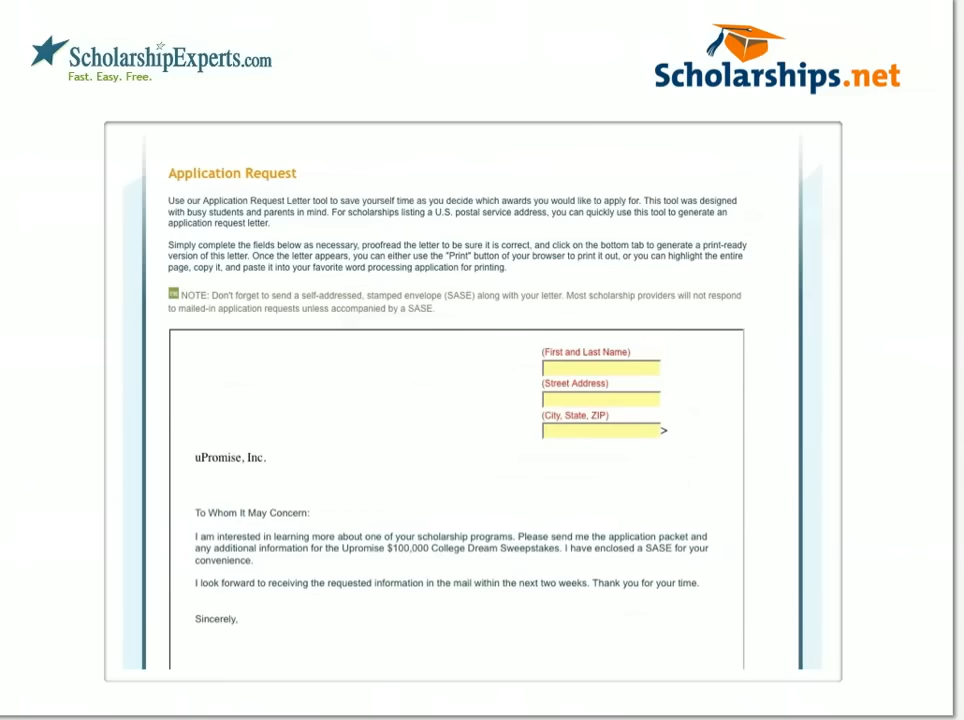 ScholarshipExperts.com
Fast. Easy. Free.
Scholarships.net
Application Request
Use our Application Request Letter tool to save yourself time as you decide which awards you would like to apply for. This tool was designed
with busy students and parents in mind. For scholarships listing a U.S. postal service address, you can quickly use this tool to generate an
application request letter.
Simply complete the fields below as necessary, proofread the letter to be sure it is correct, and click on the bottom tab to generate a print-ready
version of this letter. Once the letter appears, you can either use the "Print" button of your browser to print it out, or you can highlight the entire
page, copy it, and paste it into your favorite word processing application for printing.
NOTE: Don't forget to send a self-addressed, stamped envelope (SASE) along with your letter. Most scholarship providers will not respond
to mailed-in application requests unless accompanied by a SASE.
(First and Last Name)
(Street Address)
(City, State, ZIP)
>
uPromise, Inc.
To Whom It May Concern:
I am interested in learning more about one of your scholarship programs. Please send me the application packet and
any additional information for the Upromise $100,000 College Dream Sweepstakes. I have enclosed a SASE for your
convenience.
I look forward to receiving the requested information in the mail within the next two weeks. Thank you for your time.
Sincerely,